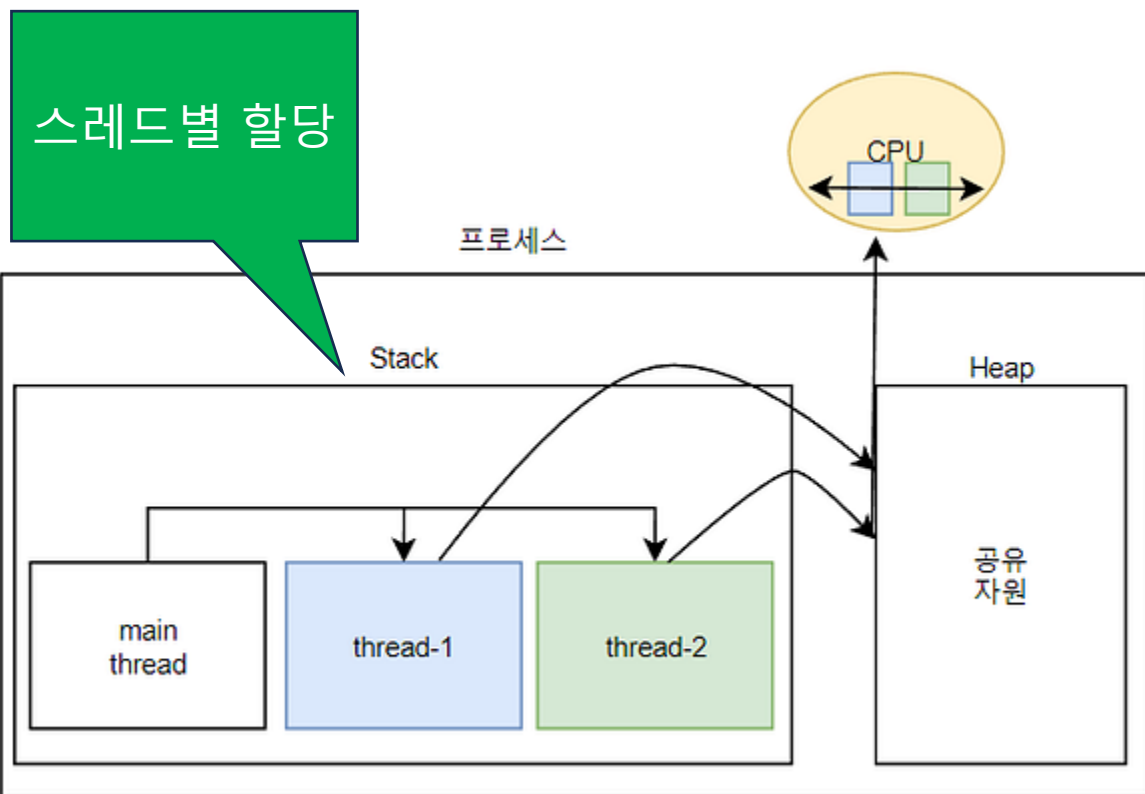 스레드별 할당
CPU
프로세스
Stack
Heap
main
thread
thread-1
thread-2
공유
자원